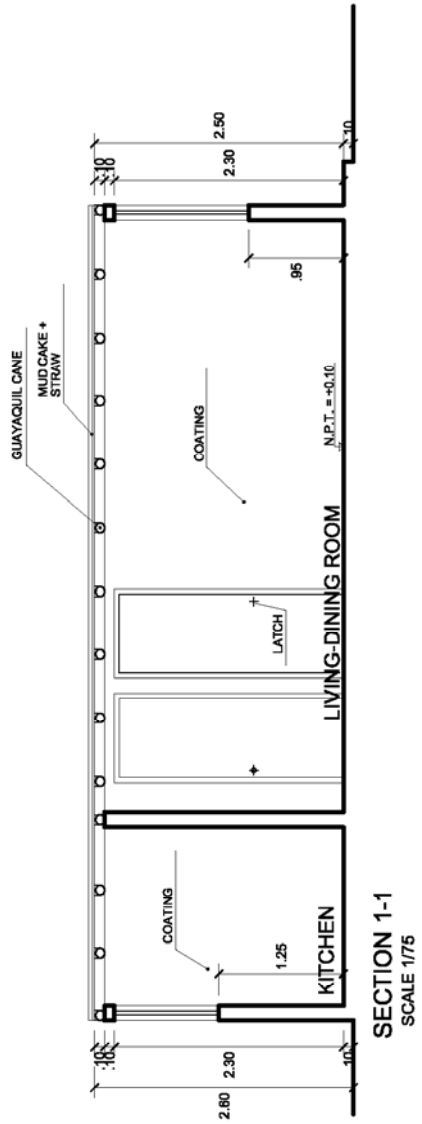 GUAYAQUIL CANE
MUD CAKE +
STRAW
.10
.10
2.60
2.30
.10
COATING
1.25
KITCHEN
LATCH
COATING
LIVING-DINING ROOM
N.P.T. = +0.10
.95
.10
.10
2.30
2.50
.10
SECTION 1-1
SCALE 1/75